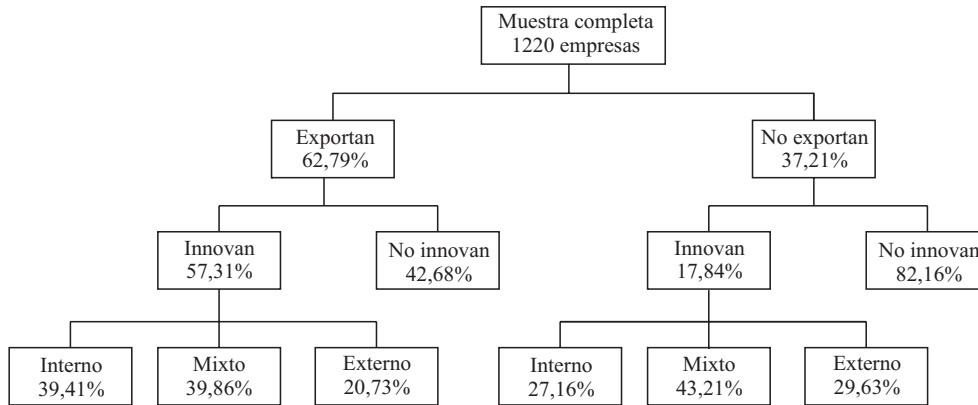 Muestra completa
1220 empresas
Exportan
62,79%
No exportan
37,21%
Innovan
57,31%
No innovan
42,68%
Innovan
17,84%
No innovan
82,16%
Interno
39,41%
Mixto
39,86%
Externo
20,73%
Interno
27,16%
Mixto
43,21%
Externo
29,63%